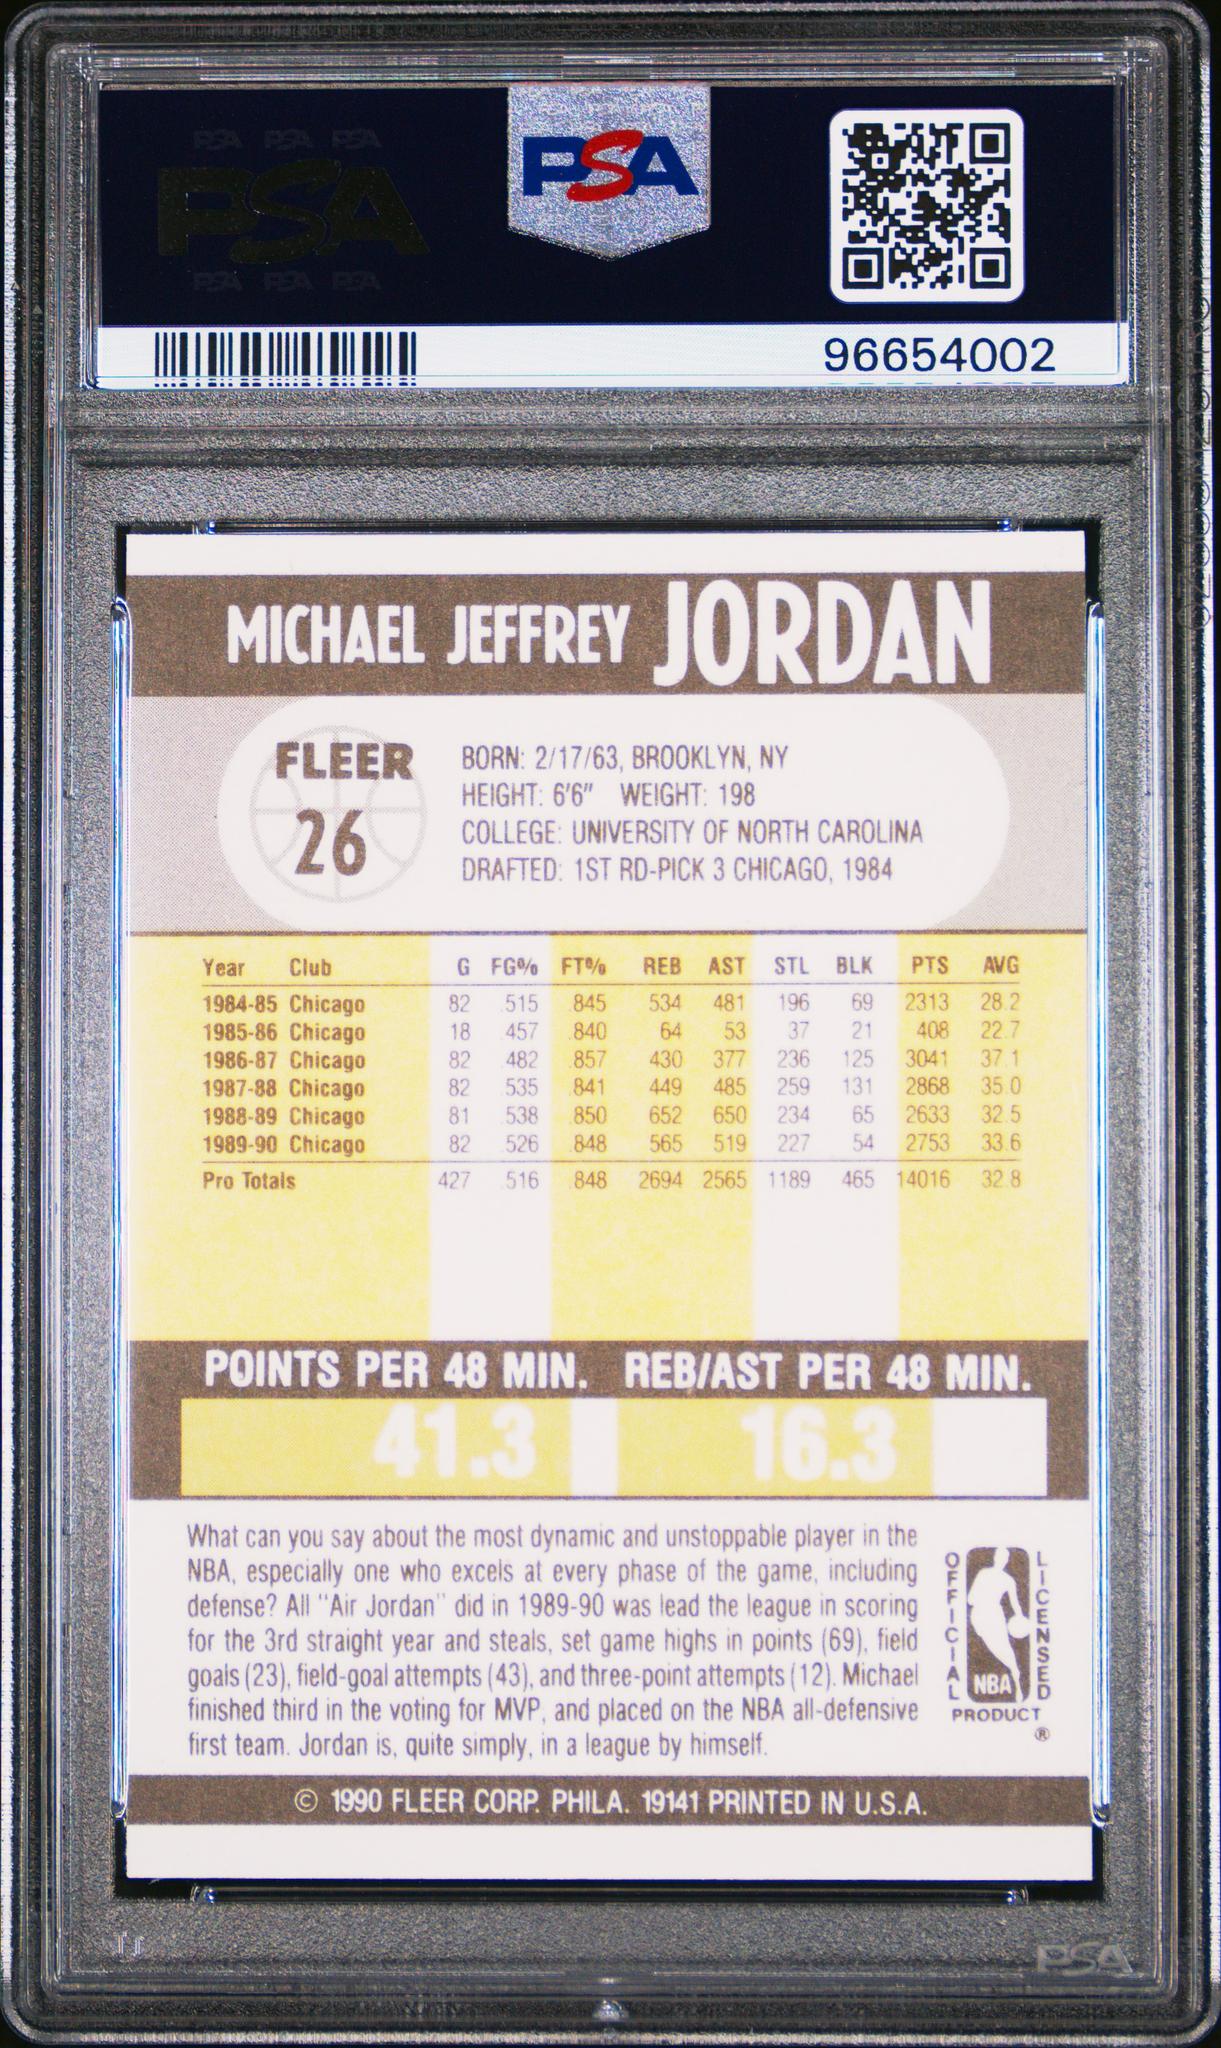 PSA PSA PSA
PSA
PSA PSA PSA
PSA
96654002
MICHAEL JEFFREY JORDAN
FLEER
26
BORN: 2/17/63, BROOKLYN, NY
HEIGHT: 6'6" WEIGHT: 198
COLLEGE: UNIVERSITY OF NORTH CAROLINA
DRAFTED: 1ST RD-PICK 3 CHICAGO, 1984
Year Club G FG% FT% REB AST STL BLK PTS AVG
1984-85 Chicago 82 .515 .845 534 481 196 69 2313 28.2
1985-86 Chicago 18 .457 .840 64 53 37 21 408 22.7
1986-87 Chicago 82 .482 .857 430 377 236 125 3041 37.1
1987-88 Chicago 82 .535 .841 449 485 259 131 2868 35.0
1988-89 Chicago 81 .538 .850 652 650 234 65 2633 32.5
1989-90 Chicago 82 .526 .848 565 519 227 54 2753 33.6
Pro Totals 427 .516 .848 2694 2565 1189 465 14016 32.8
POINTS PER 48 MIN. REB/AST PER 48 MIN.
41.3 16.3
What can you say about the most dynamic and unstoppable player in the
NBA, especially one who excels at every phase of the game, including
defense? All "Air Jordan" did in 1989-90 was lead the league in scoring
for the 3rd straight year and steals, set game highs in points (69), field
goals (23), field-goal attempts (43), and three-point attempts (12). Michael
finished third in the voting for MVP, and placed on the NBA all-defensive
first team. Jordan is, quite simply, in a league by himself.
OFFICIAL LICENSED
NBA
PRODUCT
®
© 1990 FLEER CORP. PHILA. 19141 PRINTED IN U.S.A.
PSA